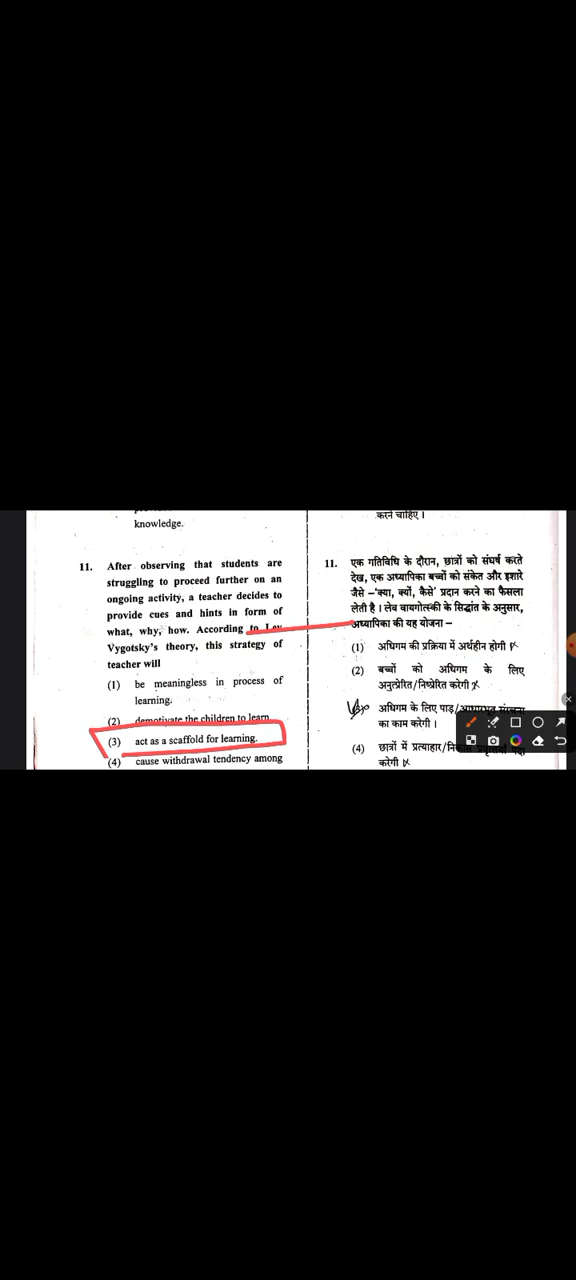 knowledge.
11. After observing that students are
struggling to proceed further on an
ongoing activity, a teacher decides to
provide cues and hints in form of
what, why, how. According to Lev
Vygotsky's theory, this strategy of
teacher will
(1) be meaningless in process of
learning.
(2) demotivate the children to learn
(3) act as a scaffold for learning.
(4) cause withdrawal tendency among
करने चाहिए ।
11. एक गतिविधि के दौरान, छात्रों को संघर्ष करते
देख, एक अध्यापिका बच्चों को संकेत और इशारे
जैसे –'क्या, क्यों, कैसे' प्रदान करने का फैसला
लेती है । लेव वायगोत्स्की के सिद्धांत के अनुसार,
अध्यापिका की यह योजना –
(1) अधिगम की प्रक्रिया में अर्थहीन होगी
(2) बच्चों को अधिगम के लिए
अनुत्प्रेरित/निष्प्रेरित करेगी
अधिगम के लिए पाड़/आधारभूत संरचना
का काम करेगी ।
(4) छात्रों में प्रत्याहार/
करेगी